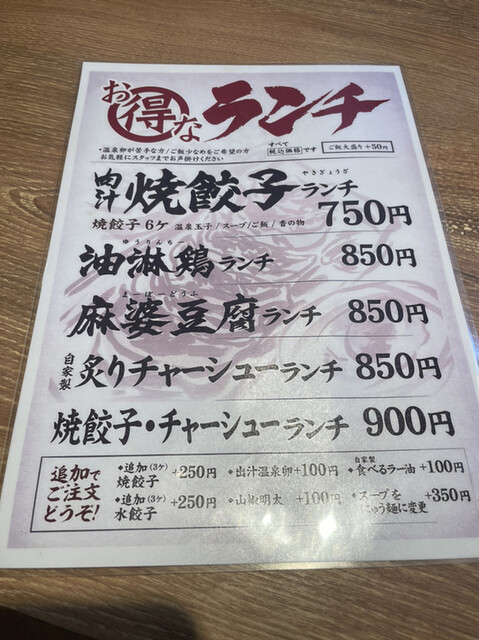 お得なランチ
・温泉卵が苦手な方/ご飯少なめをご希望の方
お気軽にスタッフまでお声掛けください
すべて
税込価格です
ご飯大盛り+50円
肉汁焼餃子ランチ
やきぎょうざ
750円
焼餃子6ケ 温泉玉子/スープ/ご飯/香の物
ゆうりんちー
油淋鶏ランチ 850円
まーぼーどうふ
麻婆豆腐ランチ 850円
自家製炙りチャーシューランチ 850円
焼餃子・チャーシューランチ 900円
追加で
ご注文
どうぞ!
◆追加(3ケ)
焼餃子 +250円
◆出汁温泉卵+100円
自家製
◆食べるラー油 +100円
◆追加(3ケ)
水餃子 +250円
◆山椒明太 +100円
◆スープを
にゅう麺に変更 +350円